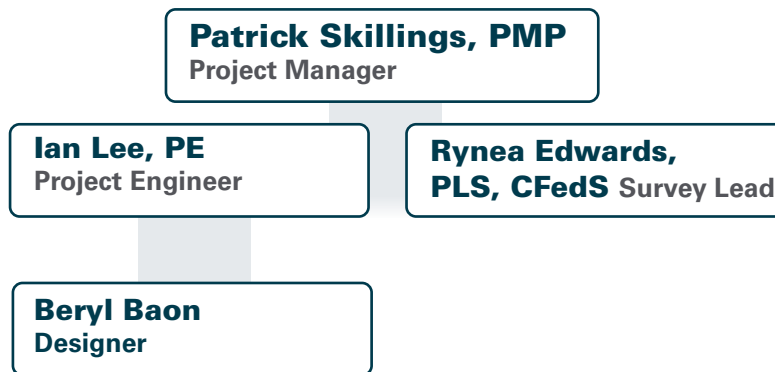 Patrick Skillings, PMP
Project Manager
Ian Lee, PE
Project Engineer
Rynea Edwards,
PLS, CFedS Survey Lead
Beryl Baon
Designer